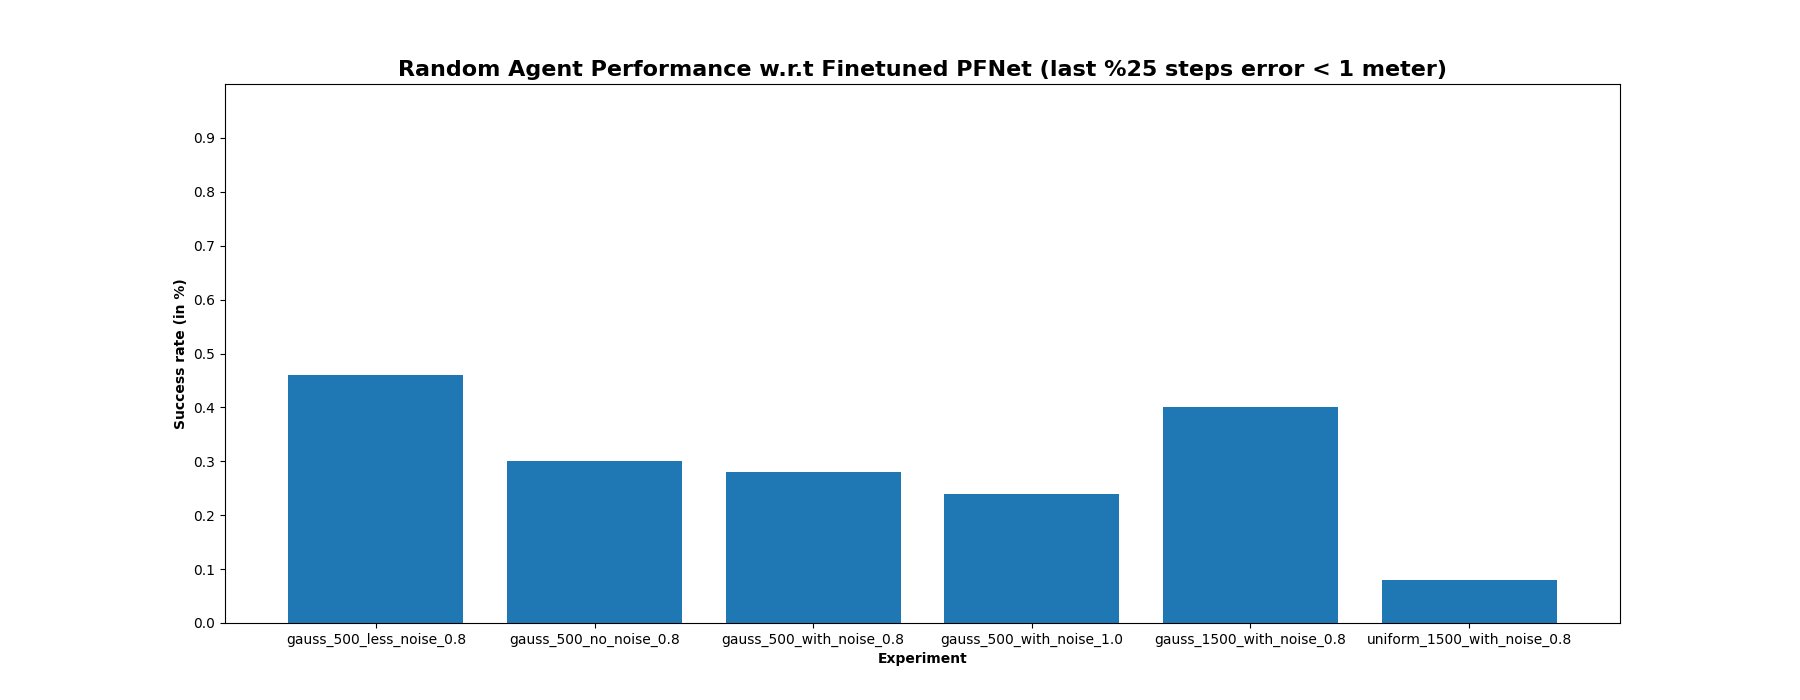 Random Agent Performance w.r.t Finetuned PFNet (last %25 steps error < 1 meter)
0.9
0.8
0.7
0.6
0.5
0.4
0.3
0.2
0.1
0.0
Success rate (in %)
gauss_500_less_noise_0.8
gauss_500_no_noise_0.8
gauss_500_with_noise_0.8
gauss_500_with_noise_1.0
gauss_1500_with_noise_0.8
uniform_1500_with_noise_0.8
Experiment